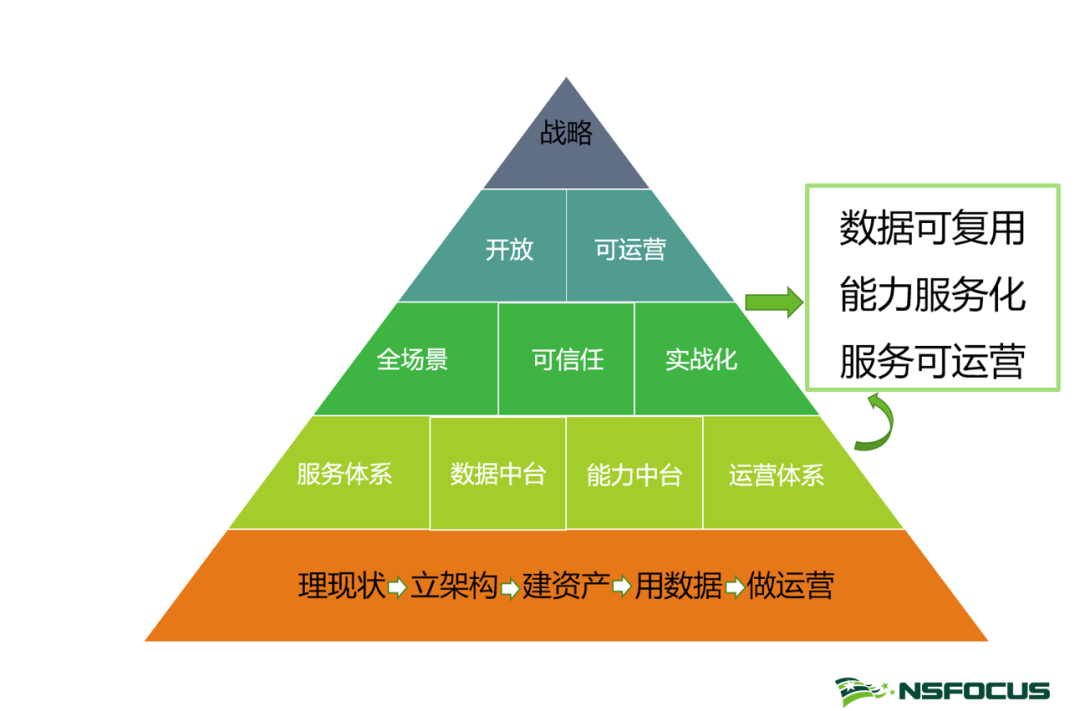 战略
开放 可运营
全场景 可信任 实战化
服务体系 数据中台 能力中台 运营体系
理现状 立架构 建资产 用数据 做运营
数据可复用
能力服务化
服务可运营
NSFOCUS